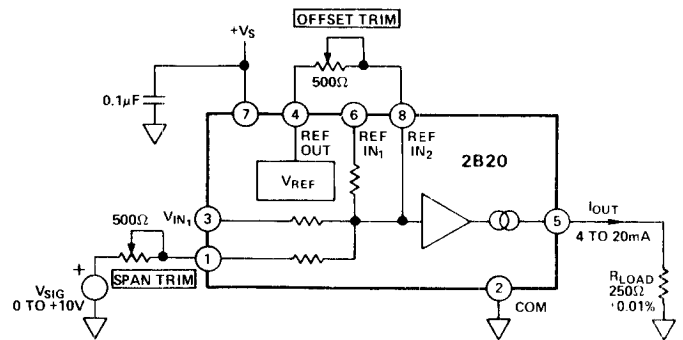 OFFSET TRIM
+VS
500Ω
0.1μF
7
4
6
8
REF OUT
REF IN1
REF IN2
2B20
VREF
VIN1
3
500Ω
1
SPAN TRIM
+
VSIG
0 TO +10V
5
IOUT
4 TO 20mA
2
COM
RLOAD
250Ω
±0.01%